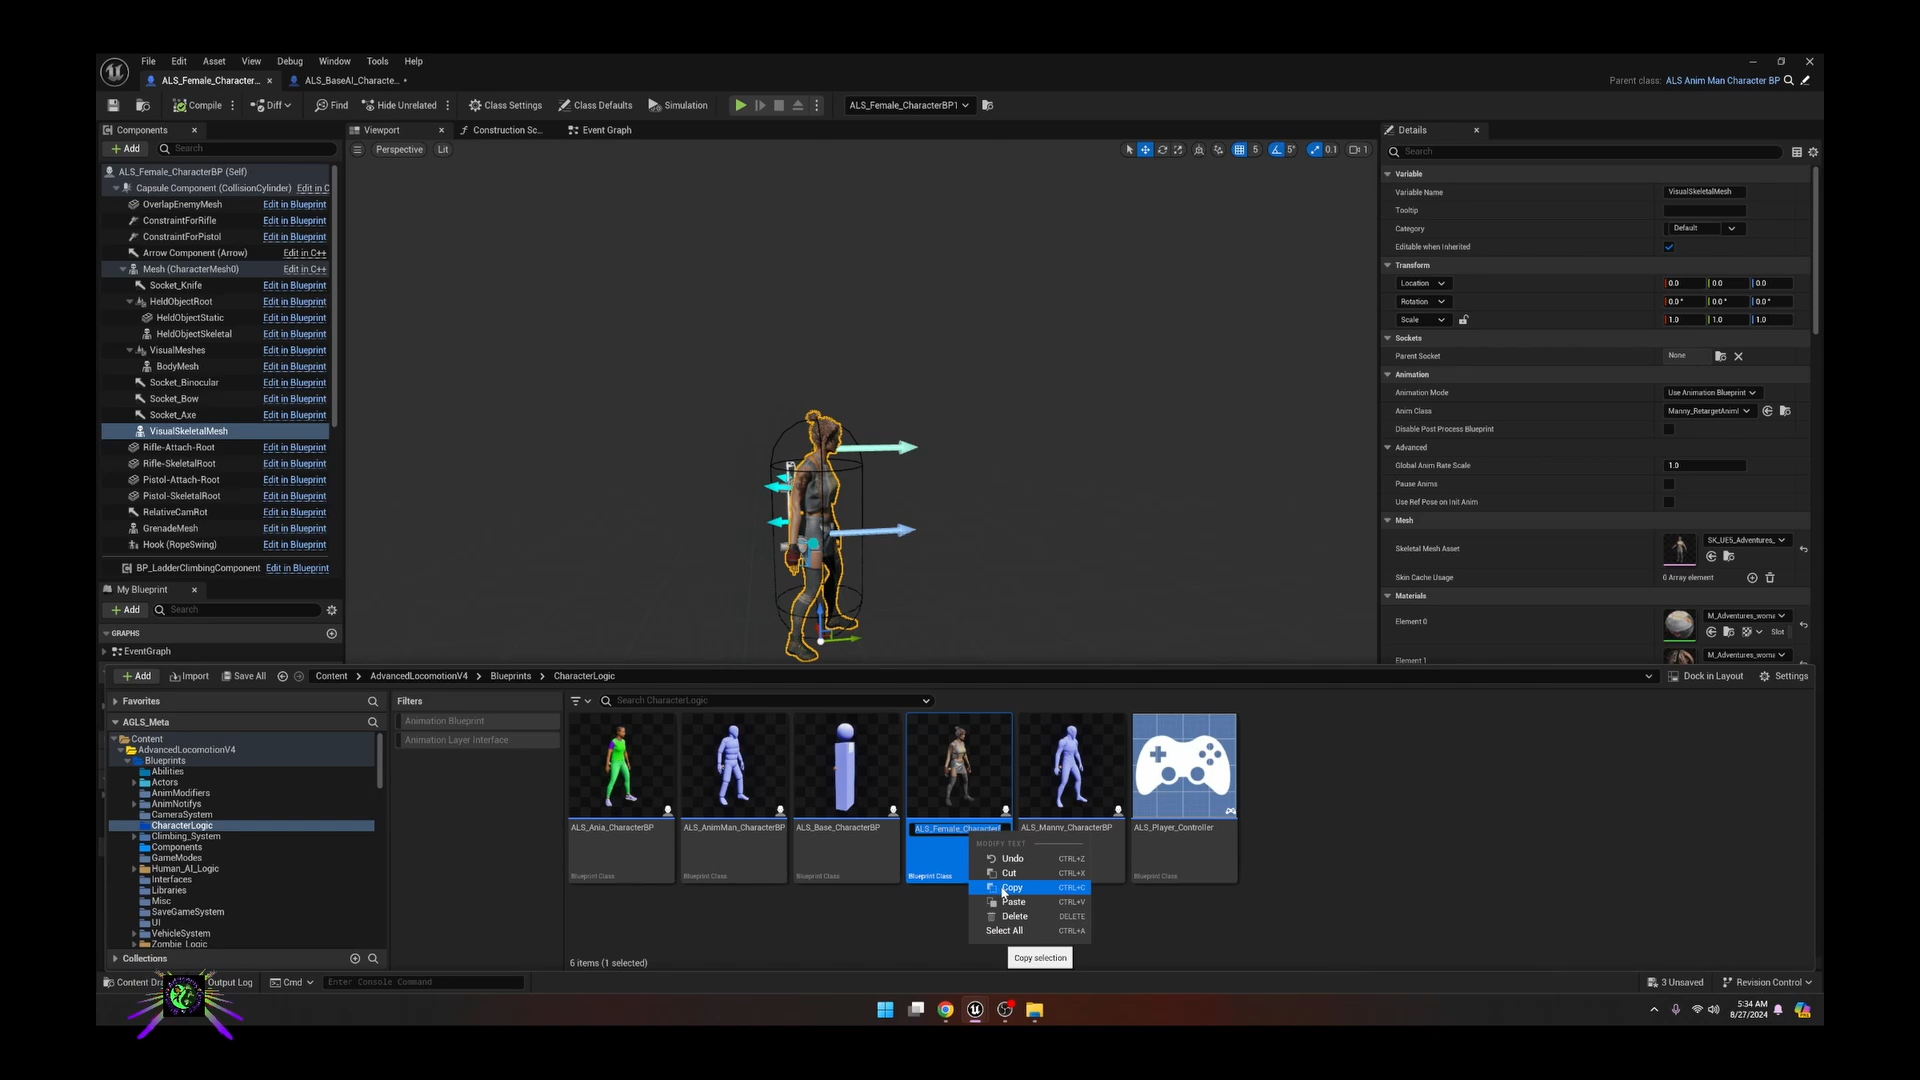 File Edit Asset View Debug Window Tools Help
ALS_Female_Character... ALS_BaseAI_Characte... •
Parent class: ALS Anim Man Character BP
Compile Diff Find Hide Unrelated Class Settings Class Defaults Simulation ALS_Female_CharacterBP1
Components
Add Search
ALS_Female_CharacterBP (Self)
Capsule Component (CollisionCylinder) Edit in C
OverlapEnemyMesh Edit in Blueprint
ConstraintForRifle Edit in Blueprint
ConstraintForPistol Edit in Blueprint
Arrow Component (Arrow) Edit in C++
Mesh (CharacterMesh0) Edit in C++
Socket_Knife Edit in Blueprint
HeldObjectRoot Edit in Blueprint
HeldObjectStatic Edit in Blueprint
HeldObjectSkeletal Edit in Blueprint
VisualMeshes Edit in Blueprint
BodyMesh Edit in Blueprint
Socket_Binocular Edit in Blueprint
Socket_Bow Edit in Blueprint
Socket_Axe Edit in Blueprint
VisualSkeletalMesh Edit in Blueprint
Rifle-Attach-Root Edit in Blueprint
Rifle-SkeletalRoot Edit in Blueprint
Pistol-Attach-Root Edit in Blueprint
Pistol-SkeletalRoot Edit in Blueprint
RelativeCamRot Edit in Blueprint
GrenadeMesh Edit in Blueprint
Hook (RopeSwing) Edit in Blueprint
BP_LadderClimbingComponent Edit in Blueprint
My Blueprint
Add Search
GRAPHS
EventGraph
Viewport Construction Sc... Event Graph
Perspective Lit
5 5° 0.1 1
Details
Search
Variable
Variable Name VisualSkeletalMesh
Tooltip
Category Default
Editable when Inherited
Transform
Location 0.0 0.0 0.0
Rotation 0.0 ° 0.0 ° 0.0 °
Scale 1.0 1.0 1.0
Sockets
Parent Socket None
Animation
Animation Mode Use Animation Blueprint
Anim Class Manny_RetargetAnimI
Disable Post Process Blueprint
Advanced
Global Anim Rate Scale 1.0
Pause Anims
Use Ref Pose on Init Anim
Mesh
Skeletal Mesh Asset SK_UE5_Adventures_
Skin Cache Usage 0 Array element
Materials
Element 0 M_Adventures_woma
Slot
Element 1 M_Adventures_woma
Add Import Save All Content AdvancedLocomotionV4 Blueprints CharacterLogic Dock in Layout Settings
Favorites
AGLS_Meta
Content
AdvancedLocomotionV4
Blueprints
Abilities
Actors
AnimModifiers
AnimNotifys
CameraSystem
CharacterLogic
Climbing_System
Components
GameModes
Human_AI_Logic
Interfaces
Libraries
Misc
SaveGameSystem
UI
VehicleSystem
Zombie_Logic
Collections
Filters
Animation Blueprint
Animation Layer Interface
Search CharacterLogic
ALS_Ania_CharacterBP ALS_AnimMan_CharacterBP ALS_Base_CharacterBP ALS_Female_CharacterB ALS_Manny_CharacterBP ALS_Player_Controller
Blueprint Class Blueprint Class Blueprint Class Blueprint Class Blueprint Class
MODIFY TEXT
Undo CTRL+Z
Cut CTRL+X
Copy CTRL+C
Paste CTRL+V
Delete DELETE
Select All CTRL+A
Copy selection
6 items (1 selected)
Content Dra Output Log Cmd Enter Console Command 3 Unsaved Revision Control
5:34 AM
8/27/2024